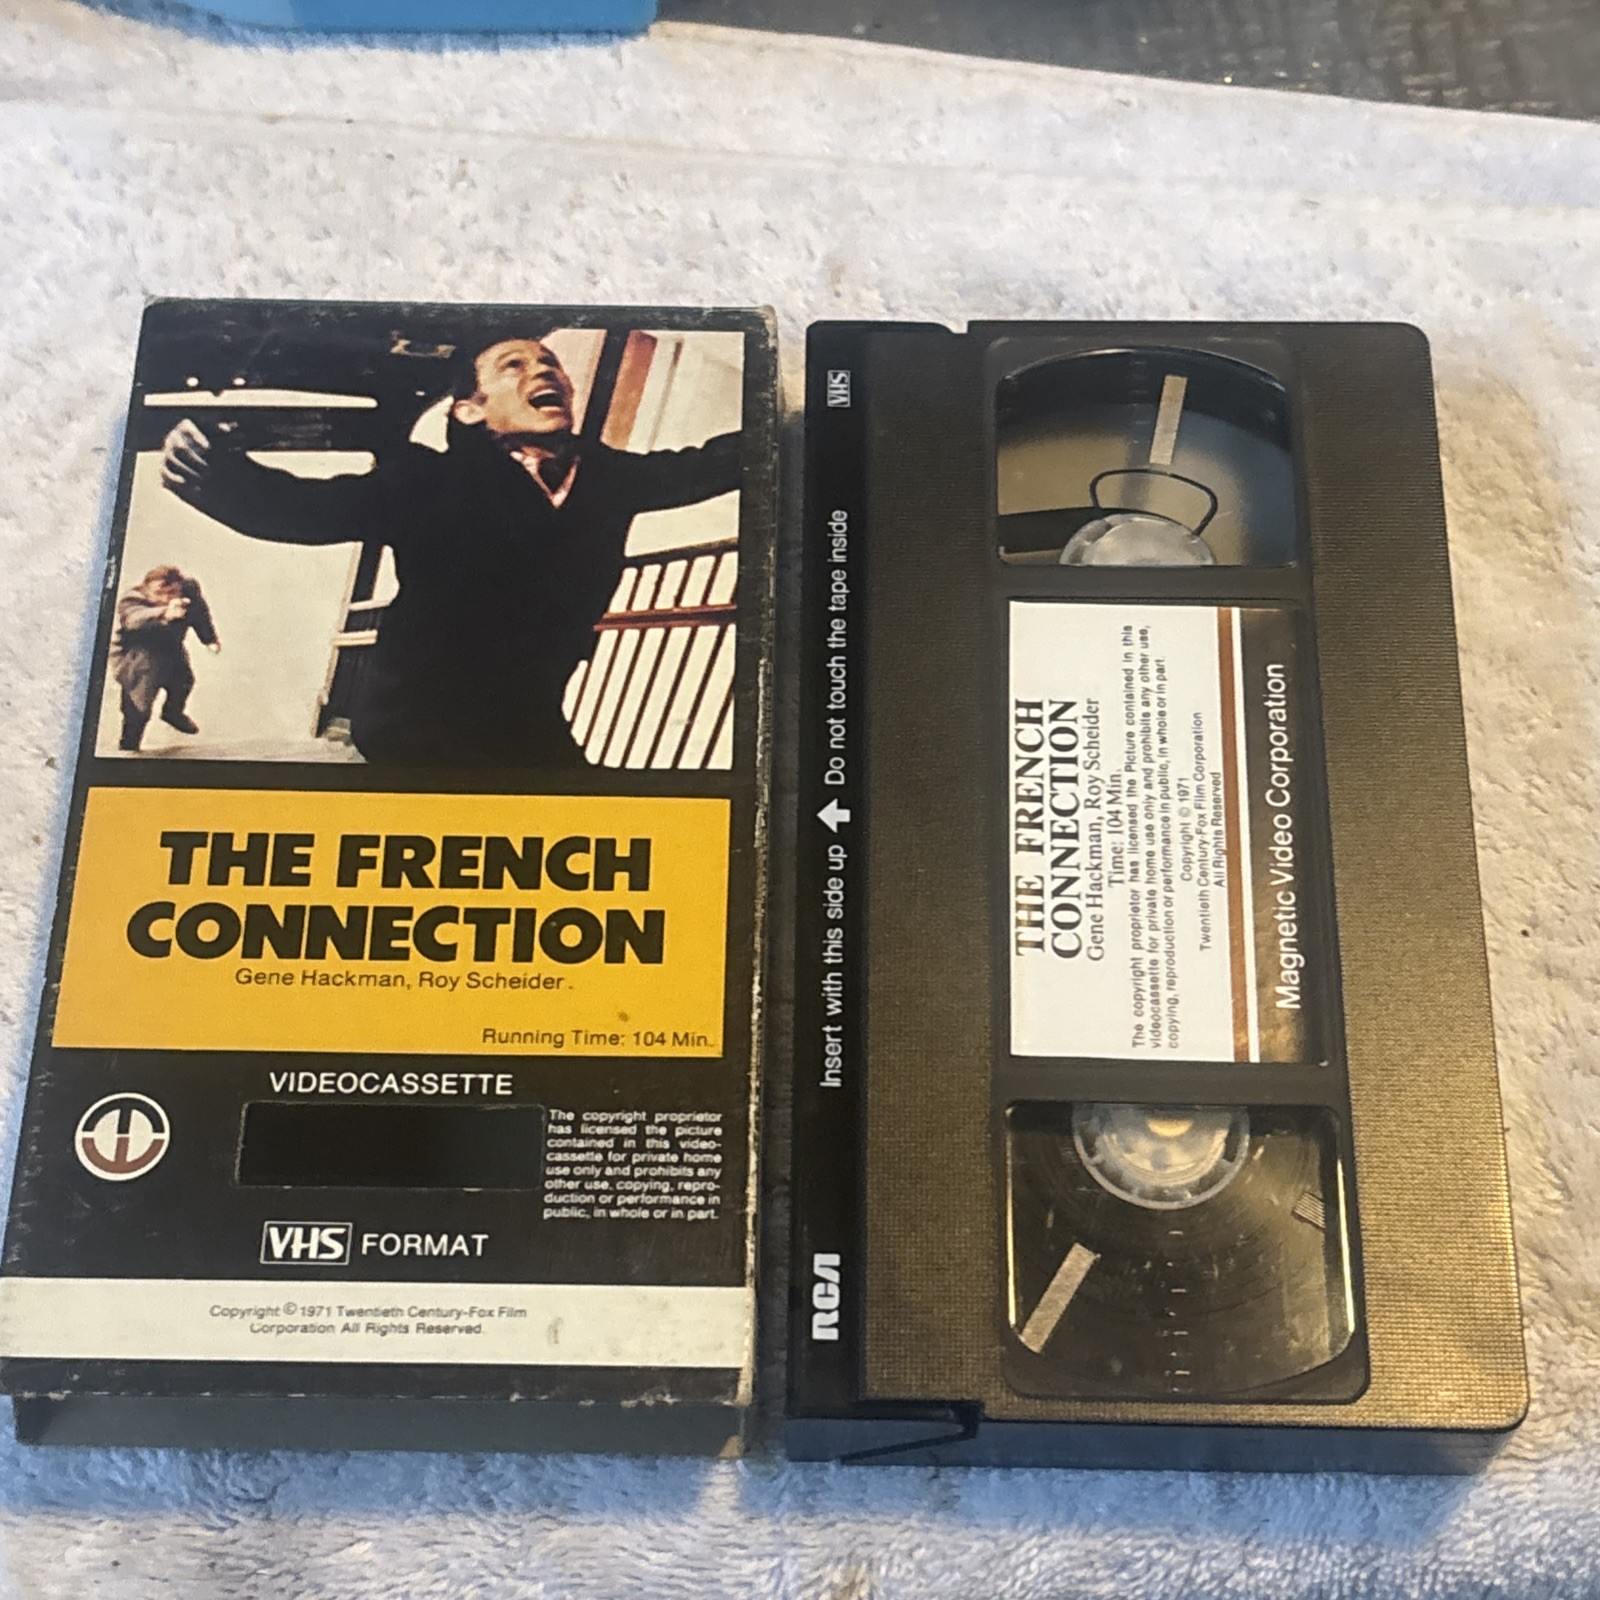 THE FRENCH
CONNECTION
Gene Hackman, Roy Scheider.
Running Time: 104 Min.
VIDEOCASSETTE
The copyright proprietor
has licensed the picture
contained in this video-
cassette for private home
use only and prohibits any
other use, copying, repro-
duction or performance in
public, in whole or in part.
VHS FORMAT
Copyright © 1971 Twentieth Century-Fox Film
Corporation All Rights Reserved.
Insert with this side up Do not touch the tape inside
VHS
RCA
THE FRENCH
CONNECTION
Gene Hackman, Roy Scheider
Time: 104 Min.
The copyright proprietor has licensed the Picture contained in this
videocassette for private home use only and prohibits any other use,
copying, reproduction or performance in public, in whole or in part.
Copyright © 1971
Twentieth Century-Fox Film Corporation
All Rights Reserved
Magnetic Video Corporation